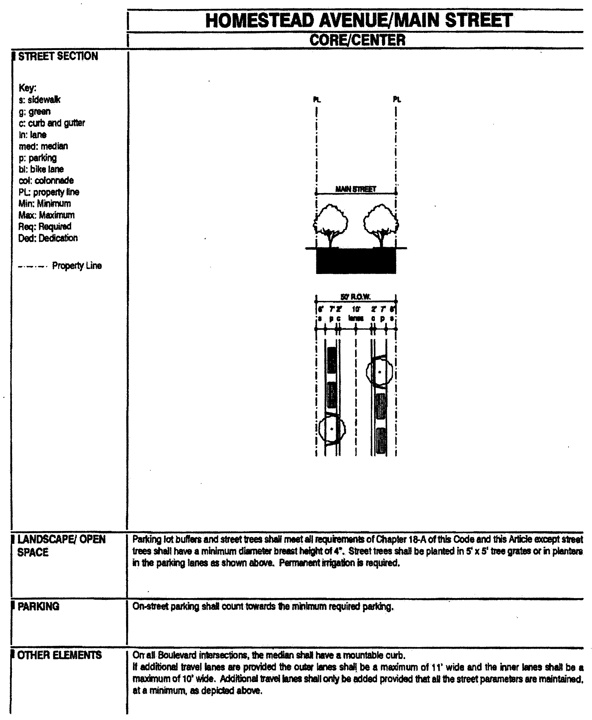 HOMESTEAD AVENUE/MAIN STREET
CORE/CENTER
STREET SECTION
Key:
s: sidewalk
g: green
c: curb and gutter
ln: lane
med: median
p: parking
bl: bike lane
col: colonnade
PL: property line
Min: Minimum
Max: Maximum
Req: Required
Ded: Dedication
Property Line
PL PL
MAIN STREET
50' R.O.W.
6' 7' 2' 10' 2' 7' 6'
s p c lanes c p s
LANDSCAPE/ OPEN
SPACE
Parking lot buffers and street trees shall meet all requirements of Chapter 18-A of this Code and this Article except street
trees shall have a minimum diameter breast height of 4". Street trees shall be planted in 5' x 5' tree grates or in planters
in the parking lanes as shown above. Permanent irrigation is required.
PARKING
On-street parking shall count towards the minimum required parking.
OTHER ELEMENTS
On all Boulevard intersections, the median shall have a mountable curb.
If additional travel lanes are provided the outer lanes shall be a maximum of 11' wide and the inner lanes shall be a
maximum of 10' wide. Additional travel lanes shall only be added provided that all the street parameters are maintained,
at a minimum, as depicted above.